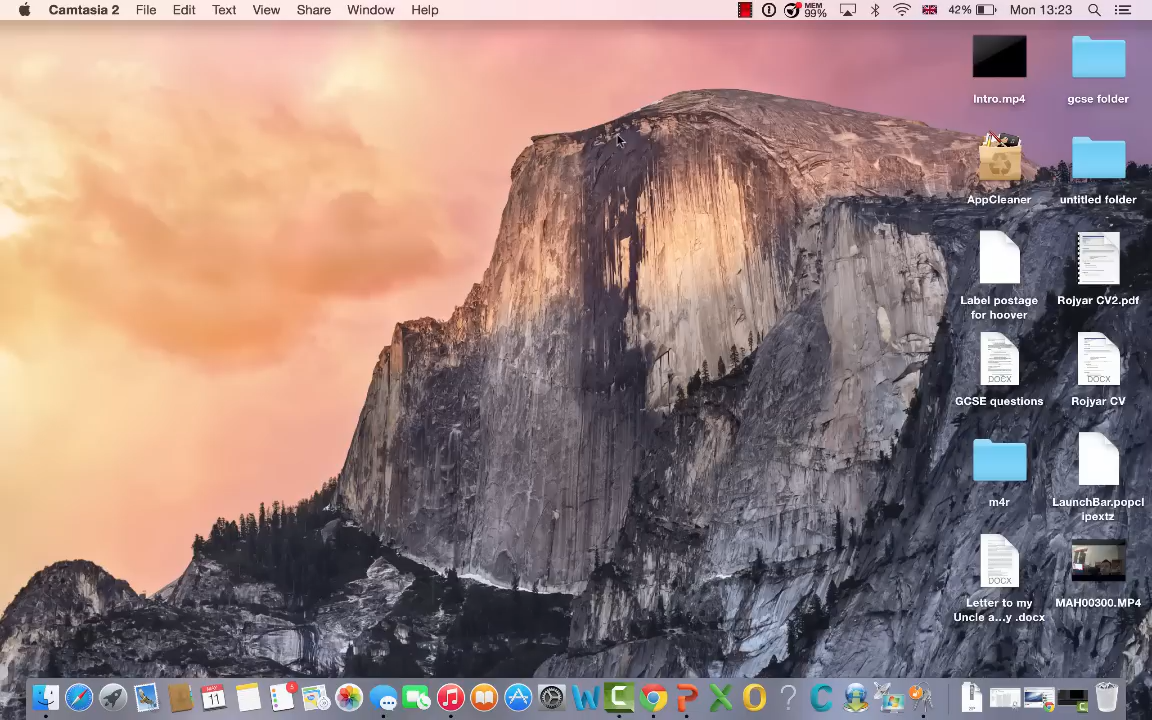 Camtasia 2 File Edit Text View Share Window Help MEM 99% 42% Mon 13:23
Intro.mp4
gcse folder
AppCleaner
untitled folder
Label postage
for hoover
Rojyar CV2.pdf
DOCX
DOCX
GCSE questions
Rojyar CV
m4r
LaunchBar.popcl
ipextz
DOCX
Letter to my
Uncle a...y .docx
MAH00300.MP4
MAY
11